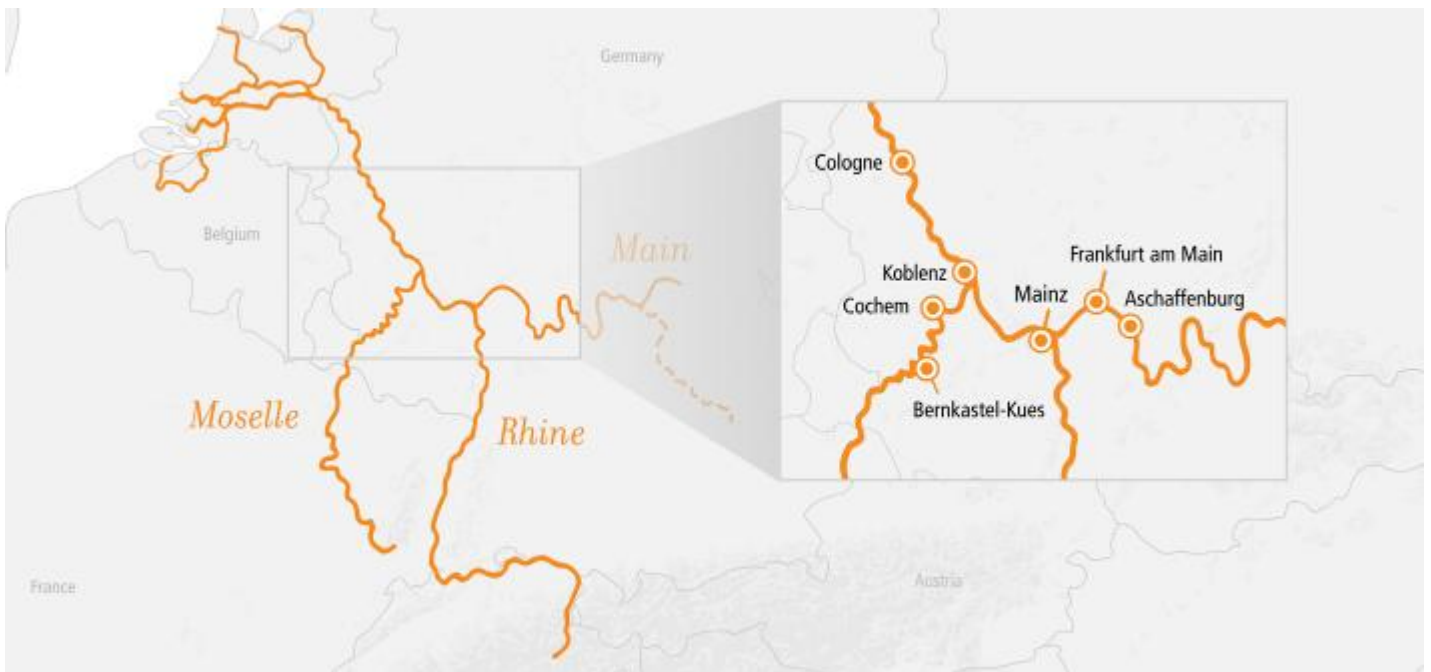 Germany
Cologne
Belgium
Main
Frankfurt am Main
Koblenz
Mainz
Aschaffenburg
Cochem
Moselle
Rhine
Bernkastel-Kues
France
Austria